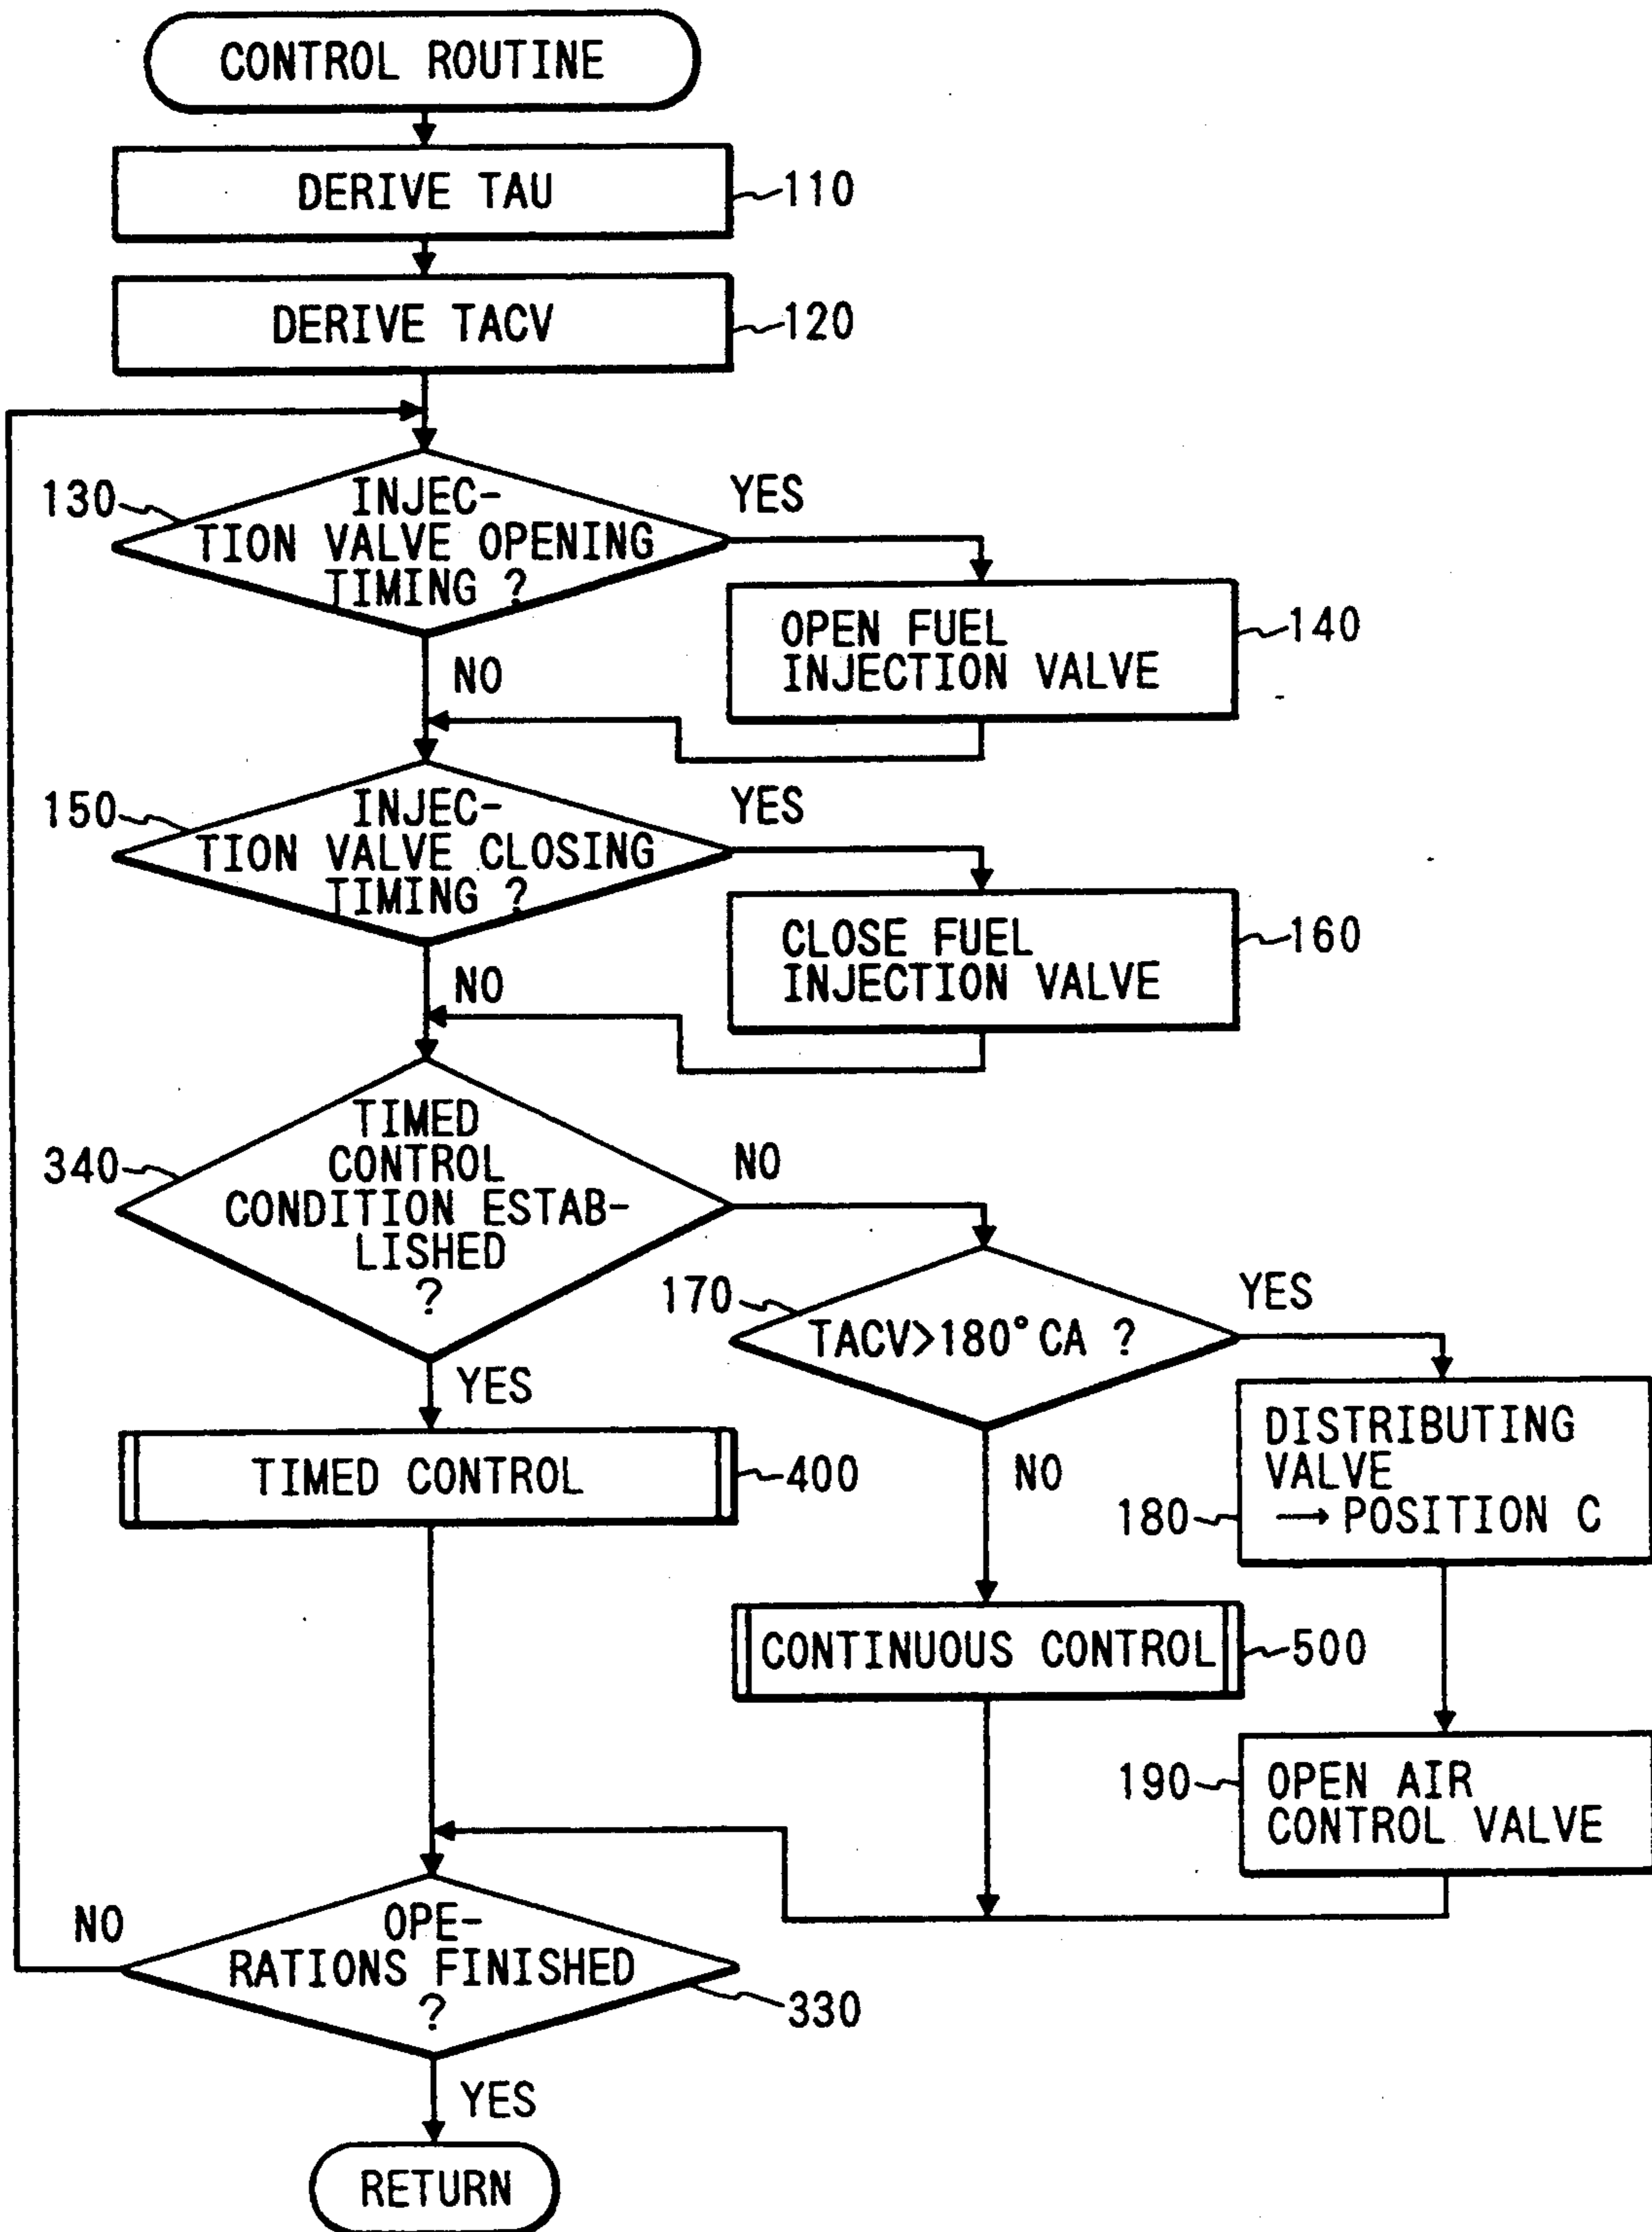 CONTROL ROUTINE
DERIVE TAU
110
DERIVE TACV
120
130
INJEC-
TION VALVE OPENING
TIMING ?
YES
OPEN FUEL
INJECTION VALVE
140
NO
150
INJEC-
TION VALVE CLOSING
TIMING ?
YES
CLOSE FUEL
INJECTION VALVE
160
NO
340
TIMED
CONTROL
CONDITION ESTAB-
LISHED
?
NO
170
TACV>180°CA ?
YES
YES
TIMED CONTROL
400
NO
180
DISTRIBUTING
VALVE
→ POSITION C
CONTINUOUS CONTROL
500
190
OPEN AIR
CONTROL VALVE
NO
OPE-
RATIONS FINISHED
?
330
YES
RETURN